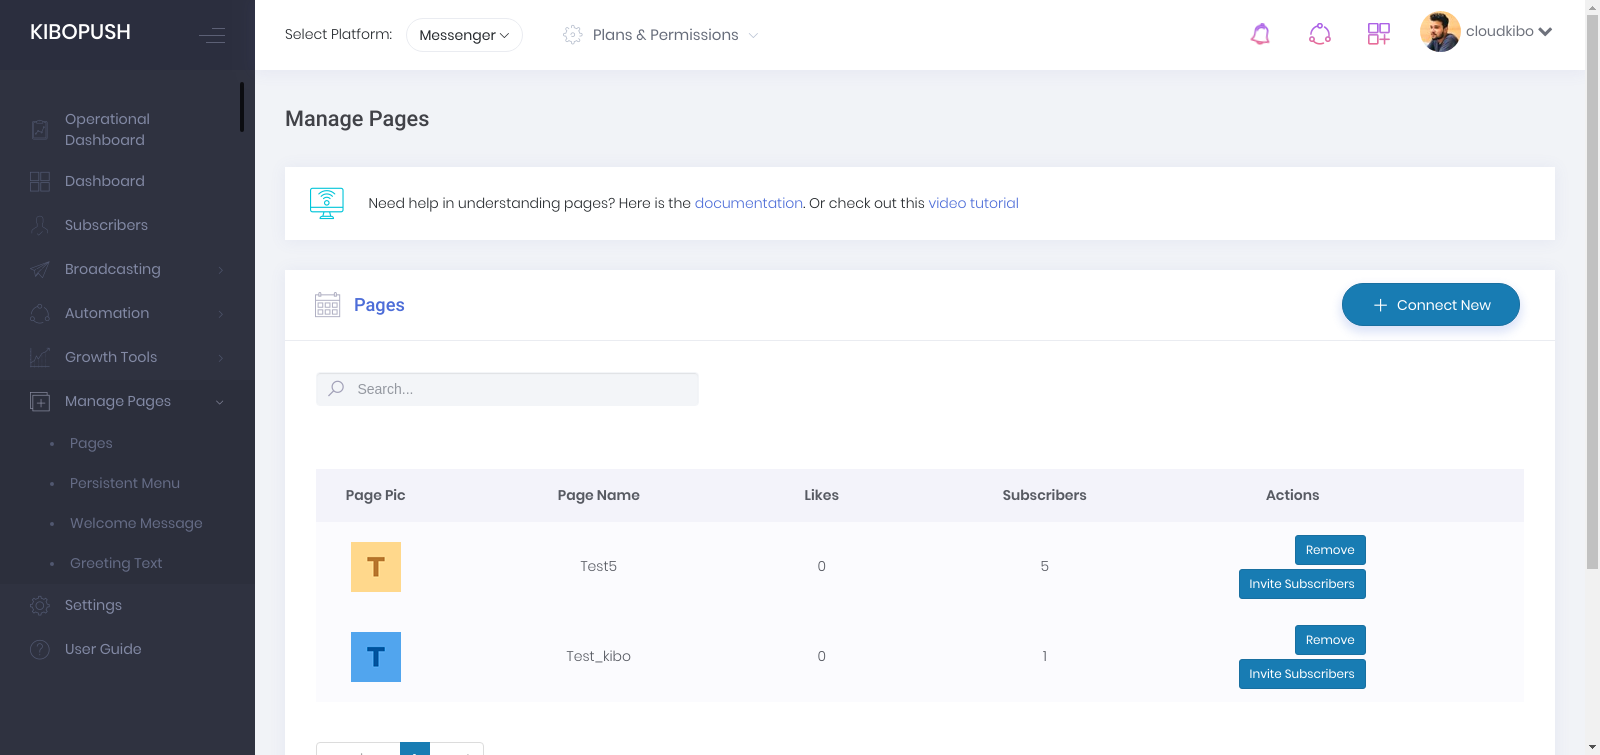 KIBOPUSH
Select Platform:
Messenger
Plans & Permissions
cloudkibo
Operational
Dashboard
Dashboard
Subscribers
Broadcasting
Automation
Growth Tools
Manage Pages
Pages
Persistent Menu
Welcome Message
Greeting Text
Settings
User Guide
Manage Pages
Need help in understanding pages? Here is the documentation. Or check out this video tutorial
Pages
Connect New
Search...
Page Pic Page Name Likes Subscribers Actions
T Test5 0 5 Remove
Invite Subscribers
T Test_kibo 0 1 Remove
Invite Subscribers